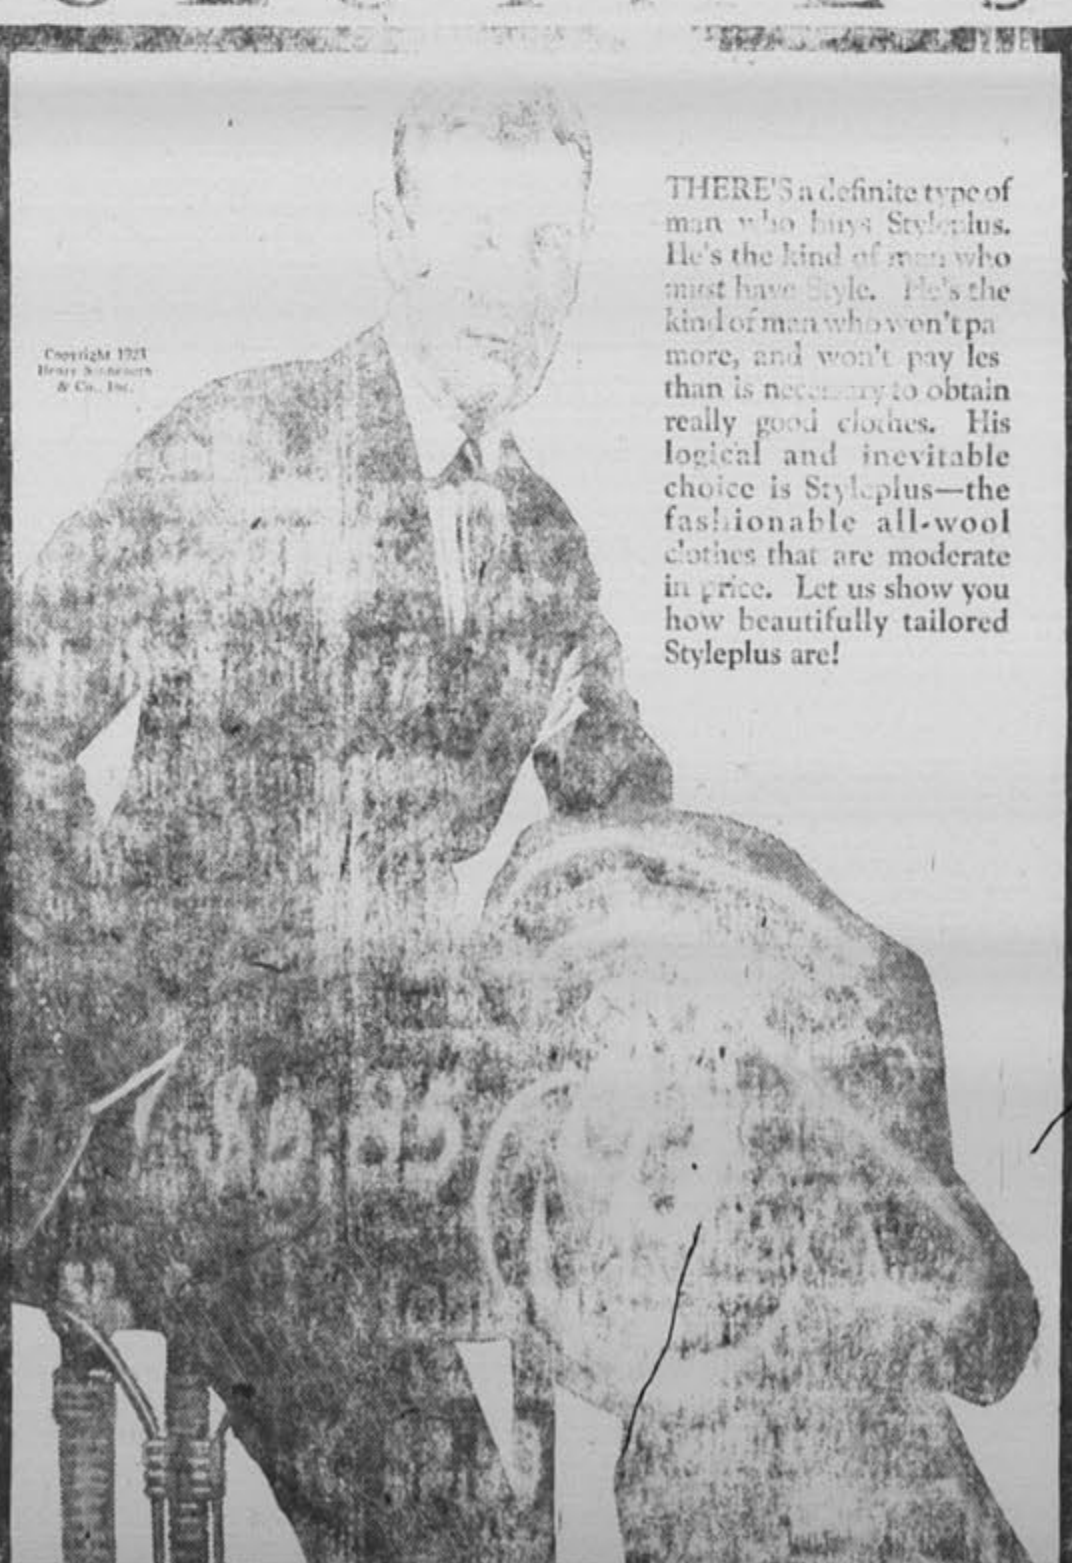 Copyright 1923
Henry Sonneborn
& Co., Inc.
THERE'S a definite type of
man who buys Styleplus.
He's the kind of man who
must have Style. He's the
kind of man who won't pa
more, and won't pay les
than is necessary to obtain
really good clothes. His
logical and inevitable
choice is Styleplus—the
fashionable all-wool
clothes that are moderate
in price. Let us show you
how beautifully tailored
Styleplus are!